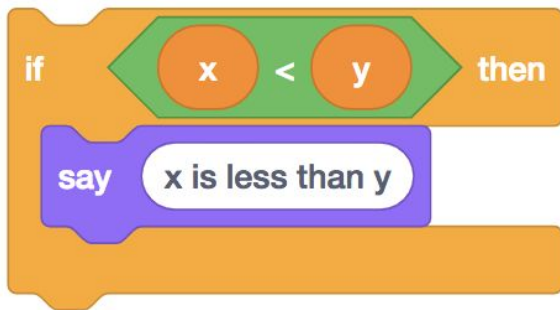 if x < y then
say x is less than y